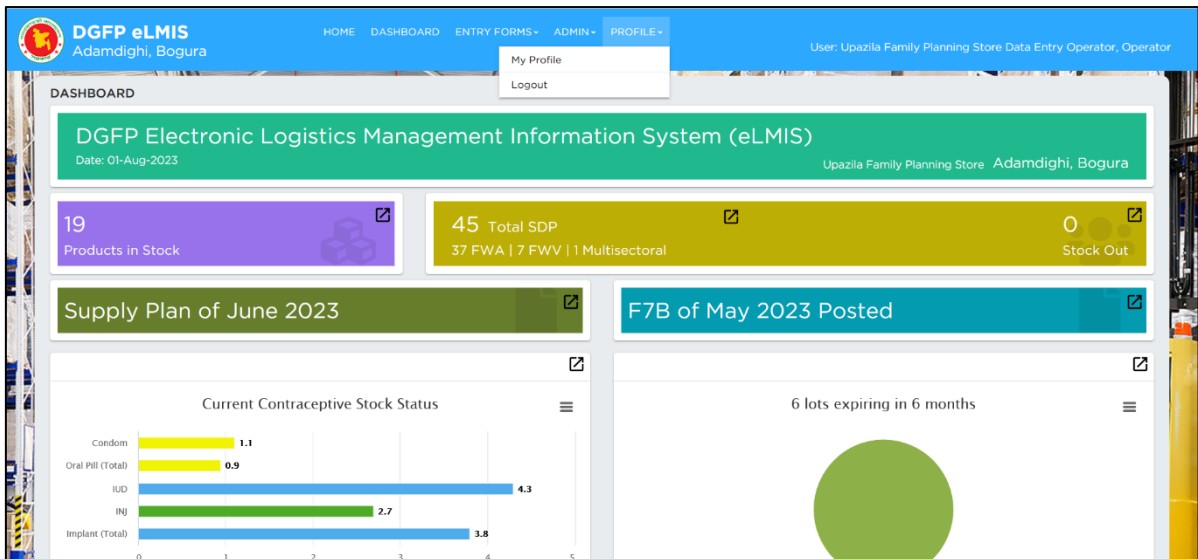 DGFP eLMIS
Adamdighi, Bogura
HOME DASHBOARD ENTRY FORMS ADMIN PROFILE
User: Upazila Family Planning Store Data Entry Operator, Operator
My Profile
Logout
DASHBOARD
DGFP Electronic Logistics Management Information System (eLMIS)
Date: 01-Aug-2023
Upazila Family Planning Store Adamdighi, Bogura
19
Products in Stock
45 Total SDP
37 FWA | 7 FWV | 1 Multisectoral
0
Stock Out
Supply Plan of June 2023
F7B of May 2023 Posted
Current Contraceptive Stock Status
Condom 1.1
Oral Pill (Total) 0.9
IUD 4.3
INJ 2.7
Implant (Total) 3.8
0 1 2 3 4 5
6 lots expiring in 6 months